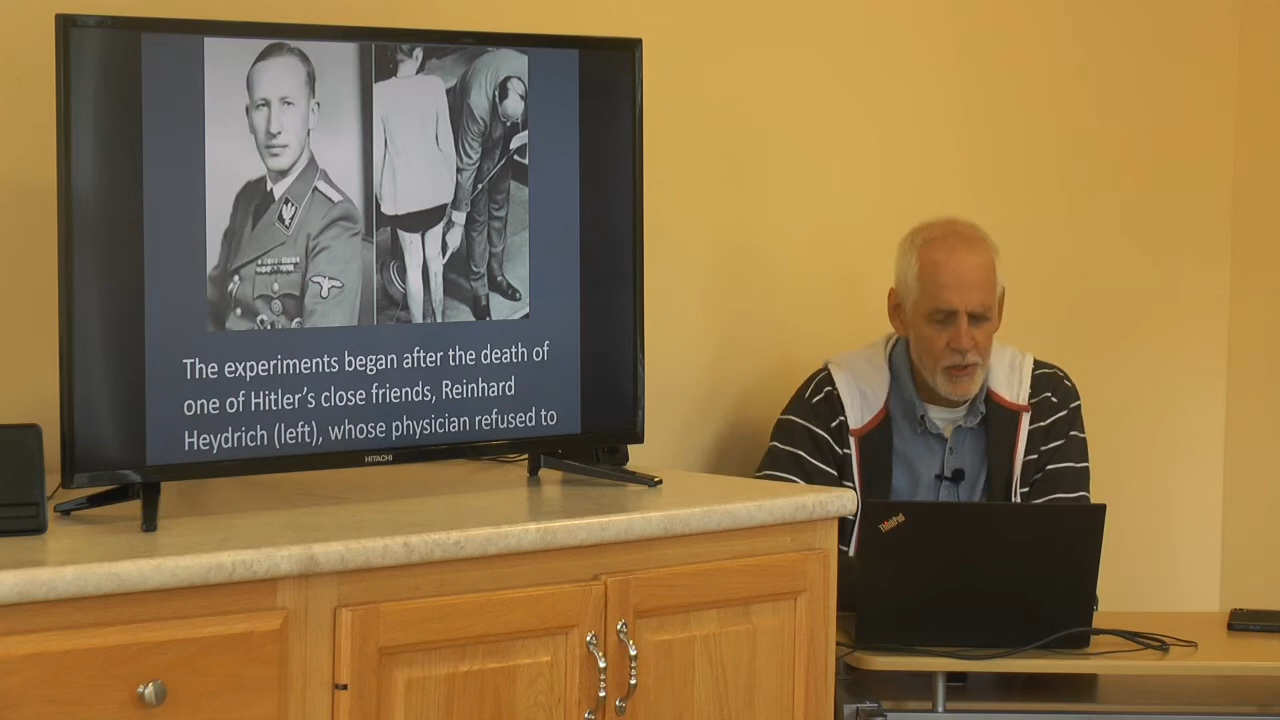 The experiments began after the death of
one of Hitler's close friends, Reinhard
Heydrich (left), whose physician refused to
HITACHI
ThinkPad